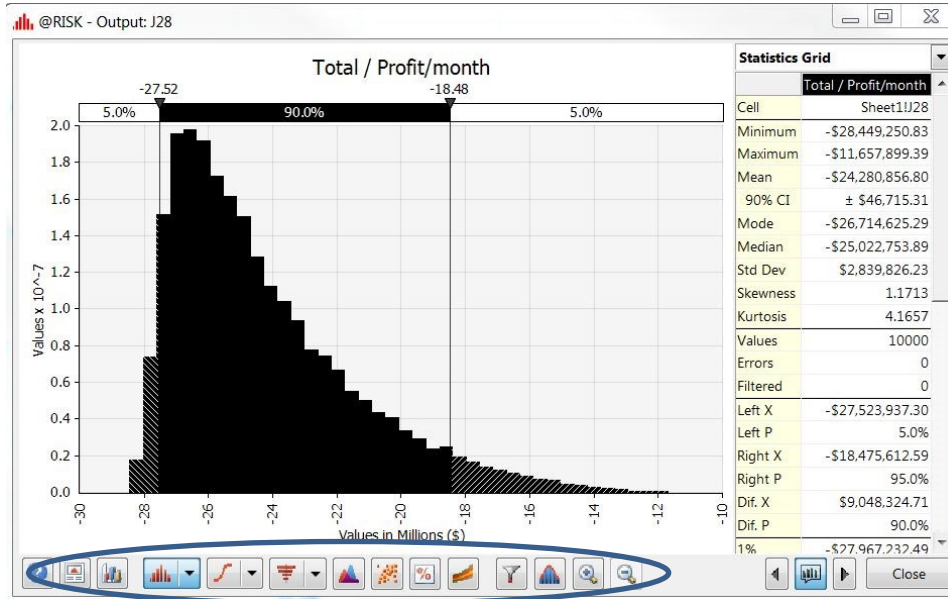 @RISK - Output: J28
Total / Profit/month
-27.52 -18.48
5.0% 90.0% 5.0%
2.0
1.8
1.6
1.4
1.2
1.0
0.8
0.6
0.4
0.2
0.0
Values x 10^-7
-30 -28 -26 -24 -22 -20 -18 -16 -14 -12 -10
Values in Millions ($)
Statistics Grid
Total / Profit/month
Cell Sheet1!J28
Minimum -$28,449,250.83
Maximum -$11,657,899.39
Mean -$24,280,856.80
90% CI ± $46,715.31
Mode -$26,714,625.29
Median -$25,022,753.89
Std Dev $2,839,826.23
Skewness 1.1713
Kurtosis 4.1657
Values 10000
Errors 0
Filtered 0
Left X -$27,523,937.30
Left P 5.0%
Right X -$18,475,612.59
Right P 95.0%
Dif. X $9,048,324.71
Dif. P 90.0%
1% -$27,967,232.49
%
Close